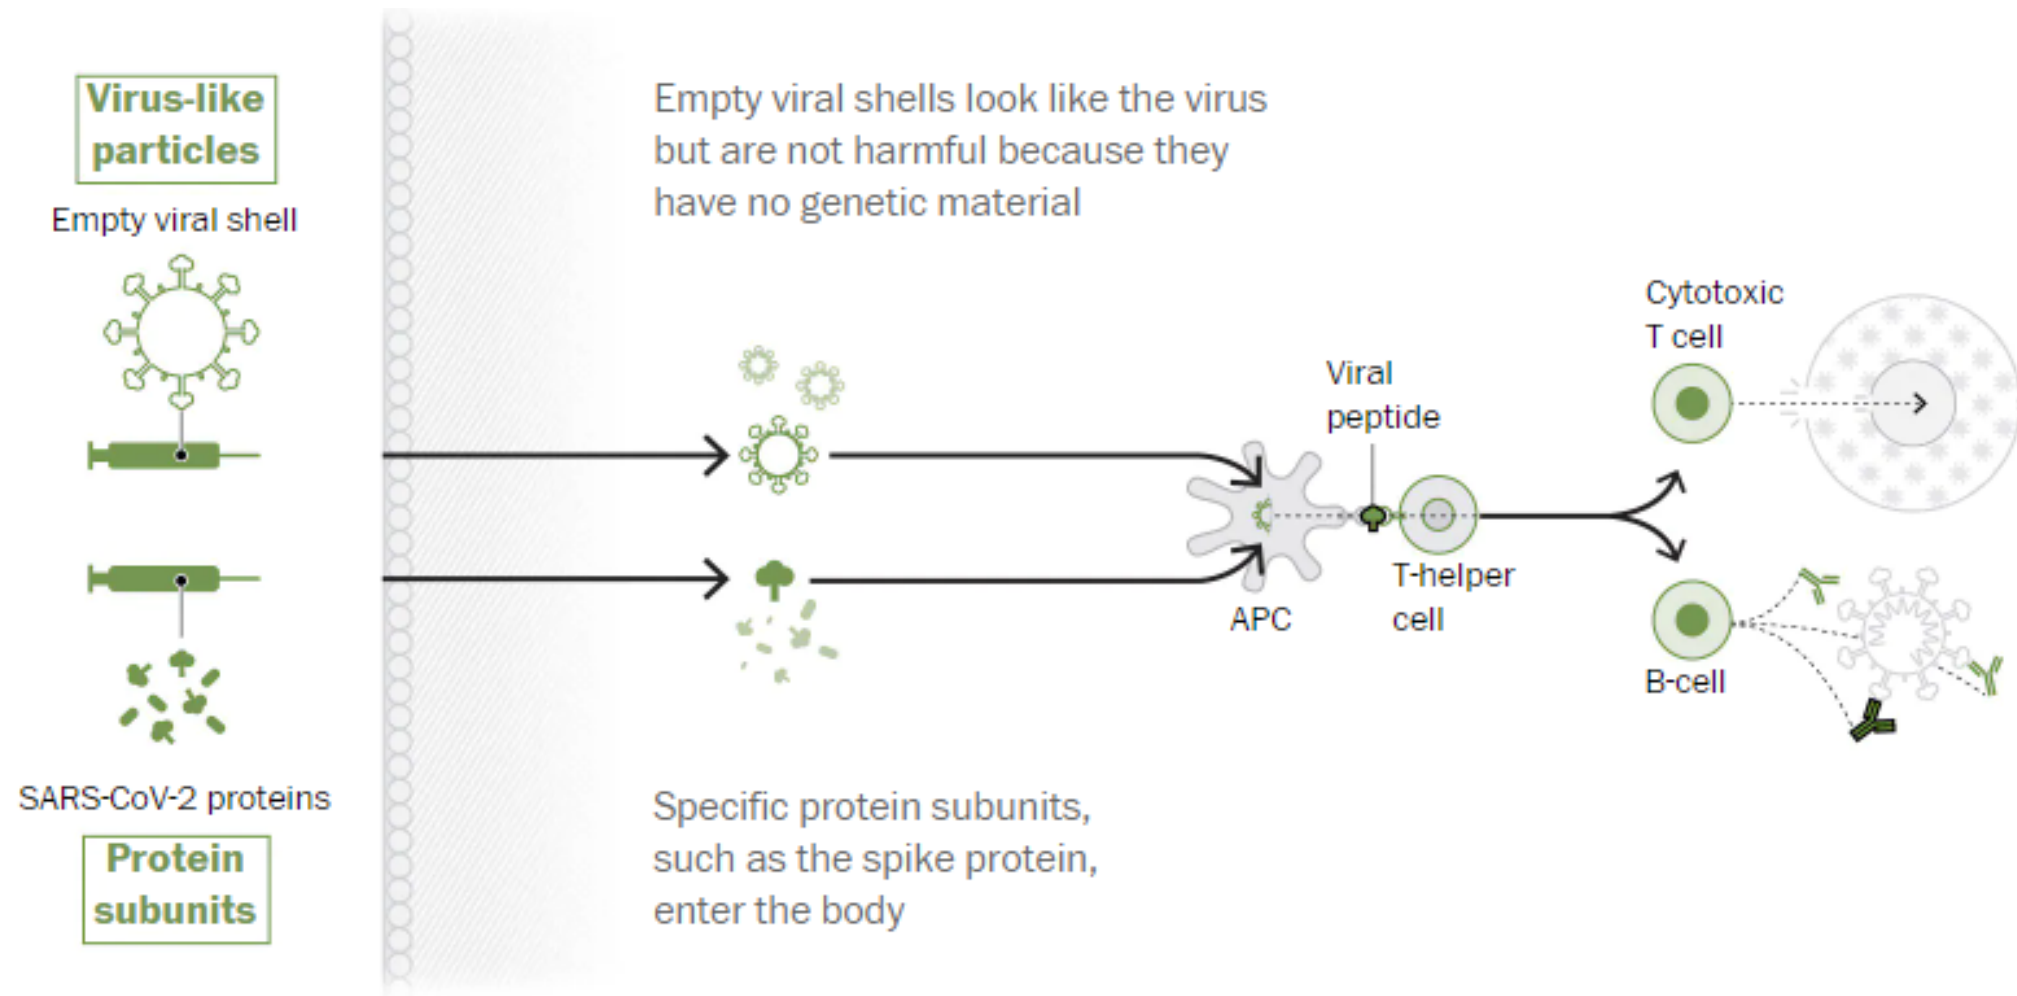 Virus-like
particles
Empty viral shell
Empty viral shells look like the virus
but are not harmful because they
have no genetic material
Cytotoxic
T cell
Viral
peptide
T-helper
cell
APC
B-cell
SARS-CoV-2 proteins
Protein
subunits
Specific protein subunits,
such as the spike protein,
enter the body